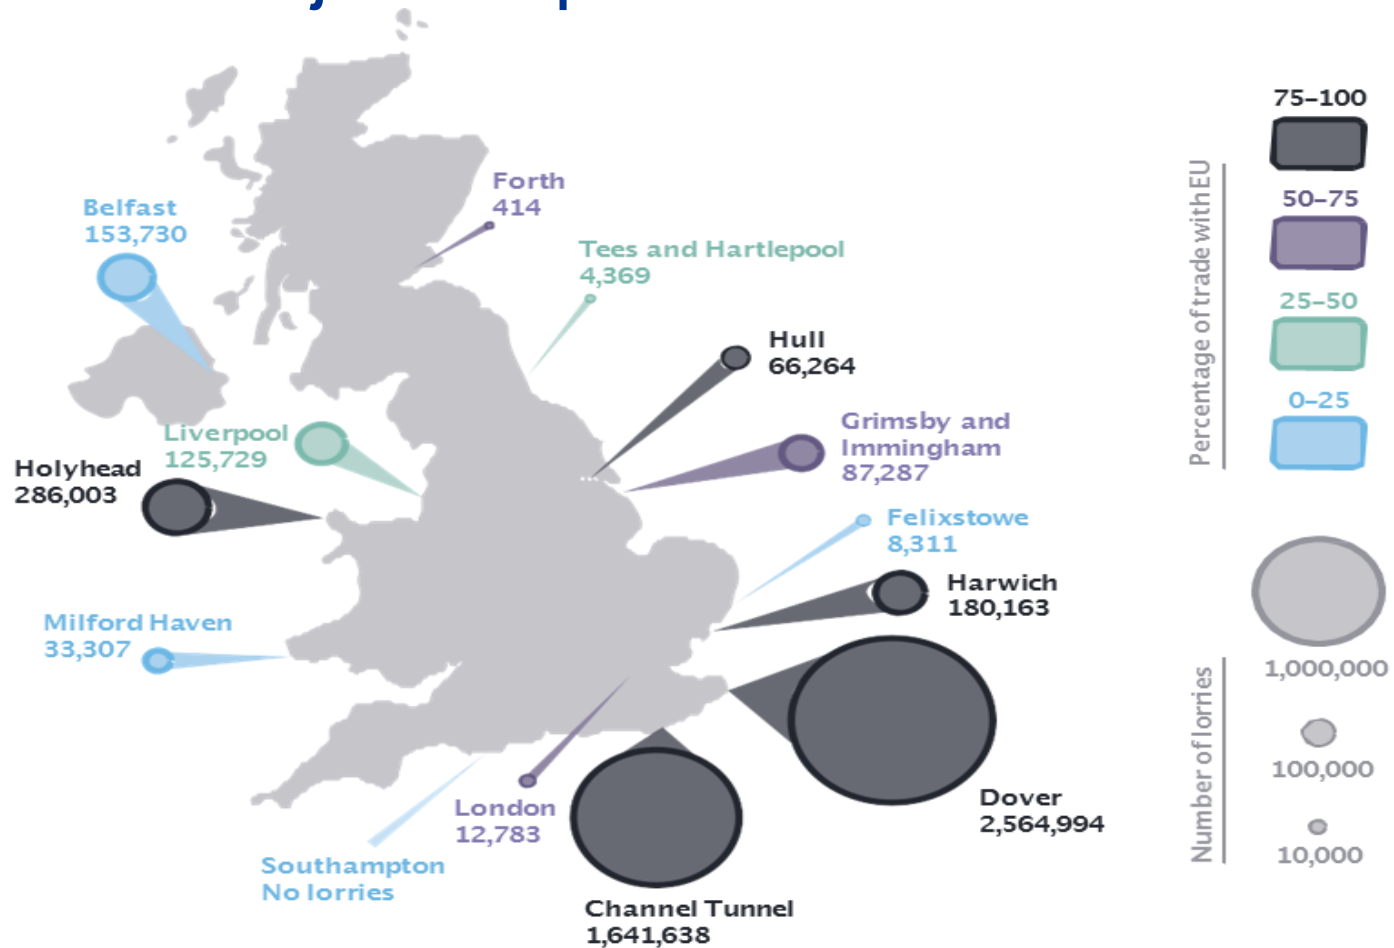 Forth
414
Belfast
153,730
Tees and Hartlepool
4,369
Hull
66,264
Grimsby and
Immingham
87,287
Liverpool
125,729
Holyhead
286,003
Felixstowe
8,311
Harwich
180,163
Milford Haven
33,307
Dover
2,564,994
London
12,783
Southampton
No lorries
Channel Tunnel
1,641,638
Percentage of trade with EU
75–100
50–75
25–50
0–25
Number of lorries
1,000,000
100,000
10,000